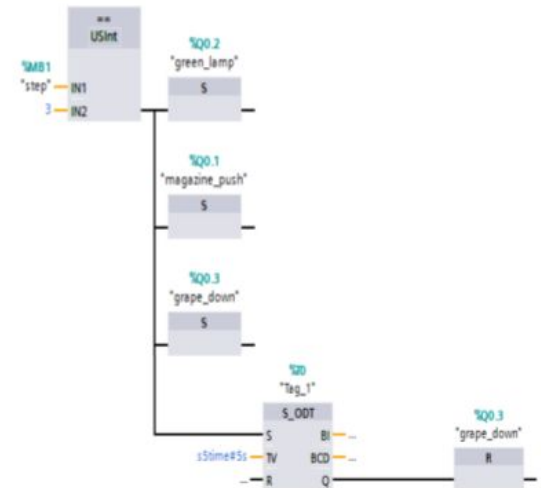 ==
USInt
%MB1
"step"
IN1
3
IN2
%Q0.2
"green_lamp"
S
%Q0.1
"magazine_push"
S
%Q0.3
"grape_down"
S
%T0
"Tag_1"
S_ODT
S
BI
...
s5time#5s
TV
BCD
...
...
R
Q
%Q0.3
"grape_down"
R